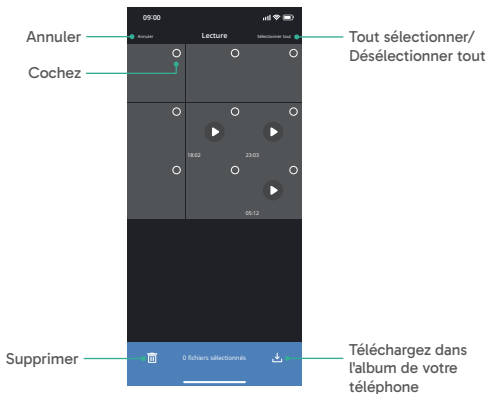 09:00
Annuler
Annuler
Lecture
Sélectionner tout
Tout sélectionner/
Désélectionner tout
Cochez
18:02
23:03
05:12
Supprimer
0 fichiers sélectionnés
Téléchargez dans
l'album de votre
téléphone